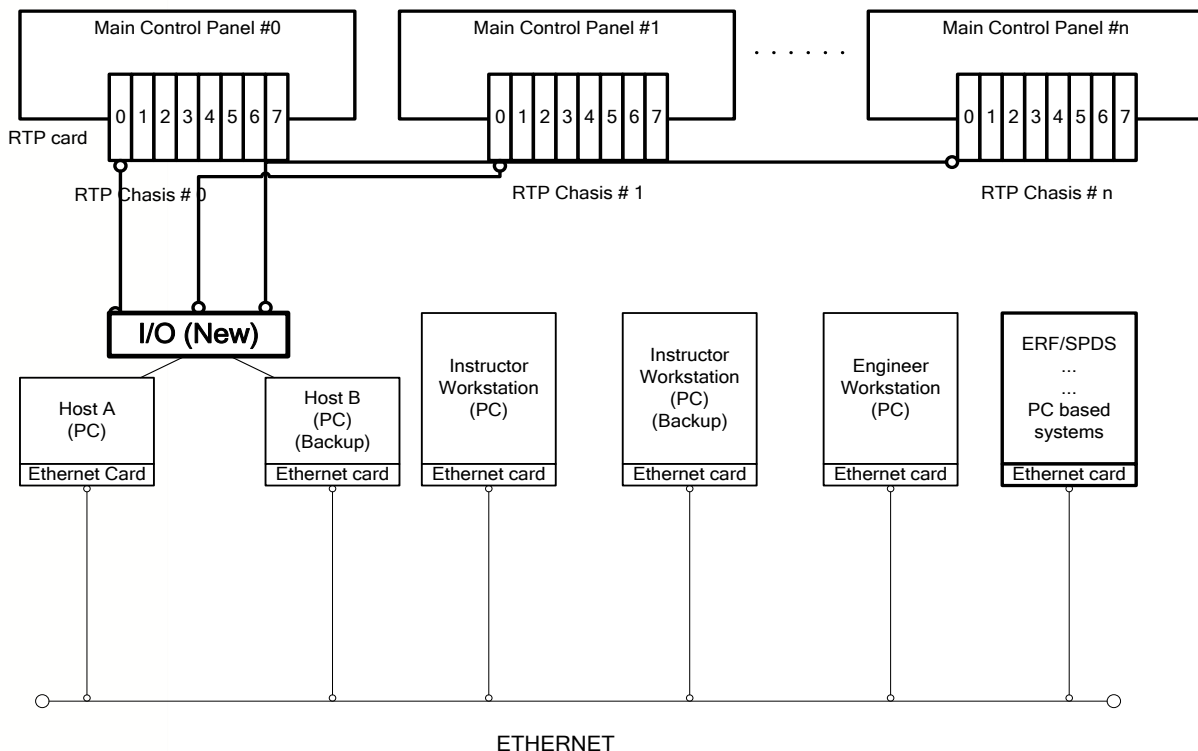 Main Control Panel #0
Main Control Panel #1
. . . . . .
Main Control Panel #n
0 1 2 3 4 5 6 7
0 1 2 3 4 5 6 7
0 1 2 3 4 5 6 7
RTP card
RTP Chasis # 0
RTP Chasis # 1
RTP Chasis # n
I/O (New)
Host A
(PC)
Ethernet Card
Host B
(PC)
(Backup)
Ethernet card
Instructor
Workstation
(PC)
Ethernet card
Instructor
Workstation
(PC)
(Backup)
Ethernet card
Engineer
Workstation
(PC)
Ethernet card
ERF/SPDS
...
...
PC based
systems
Ethernet card
ETHERNET